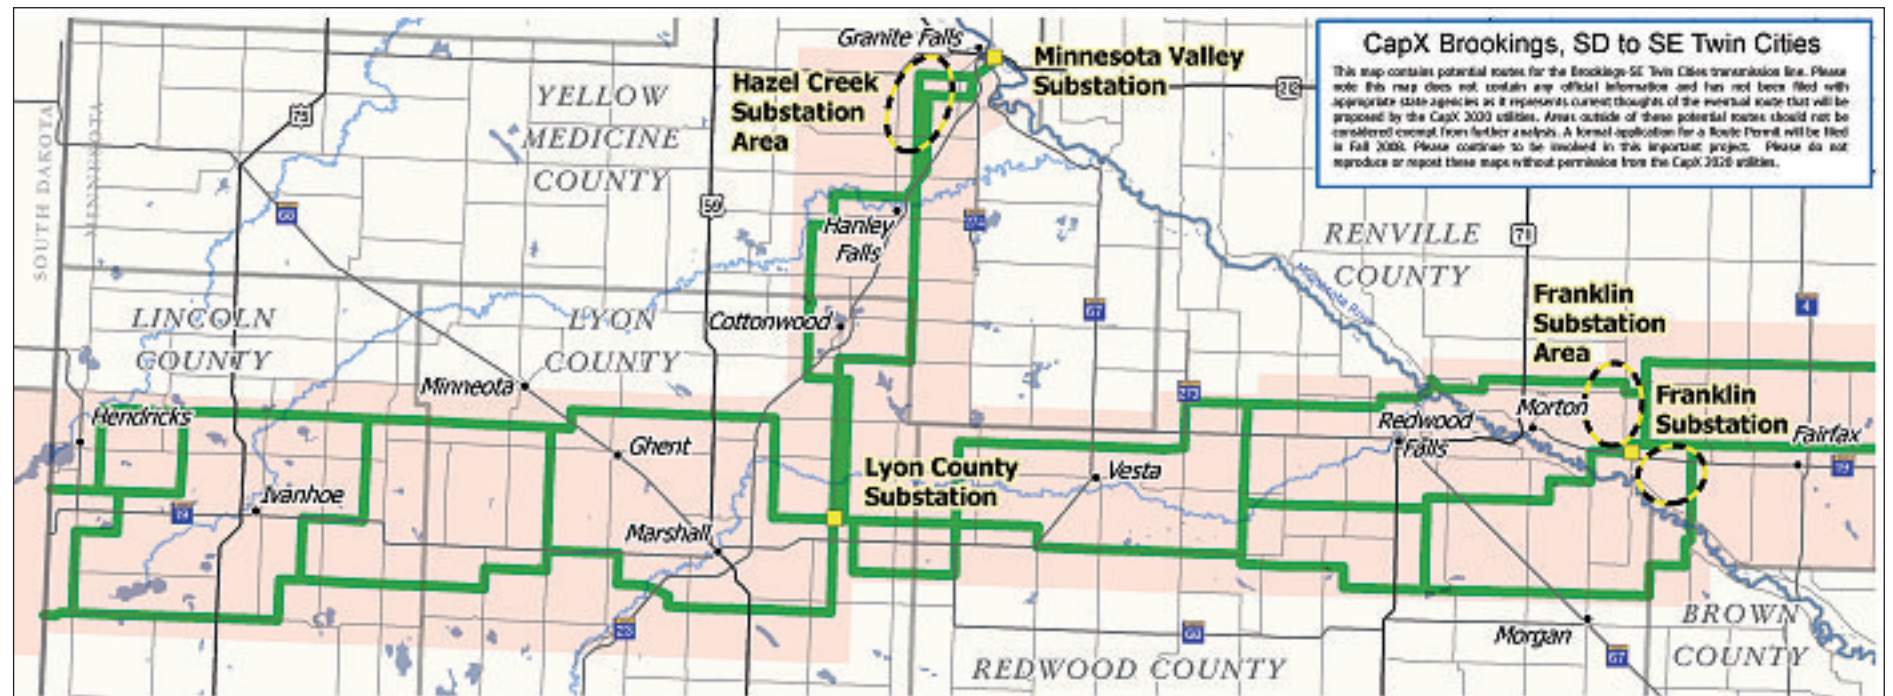 CapX Brookings, SD to SE Twin Cities
This map contains potential routes for the Brookings-SE Twin Cities transmission line. Please
note this map does not contain any official information and has not been filed with
appropriate state agencies as it represents current thoughts of the eventual route that will be
proposed by the CapX 2020 utilities. Areas outside of these potential routes should not be
considered exempt from further analysis. A formal application for a Route Permit will be filed
in Fall 2008. Please continue to be involved in this important project. Please do not
reproduce or repost these maps without permission from the CapX 2020 utilities.
Granite Falls
Minnesota Valley
Substation
Hazel Creek
Substation
Area
YELLOW
MEDICINE
COUNTY
75
212
SOUTH DAKOTA
MINNESOTA
68
59
Hanley
Falls
RENVILLE
COUNTY
71
Minnesota River
Franklin
Substation
Area
67
4
LINCOLN
COUNTY
LYON
COUNTY
Cottonwood
Minneota
Hendricks
Ghent
Redwood
Falls
Morton
Franklin
Substation
Fairfax
19
Lyon County
Substation
Vesta
Ivanhoe
19
Marshall
68
Morgan
67
BROWN
COUNTY
REDWOOD COUNTY